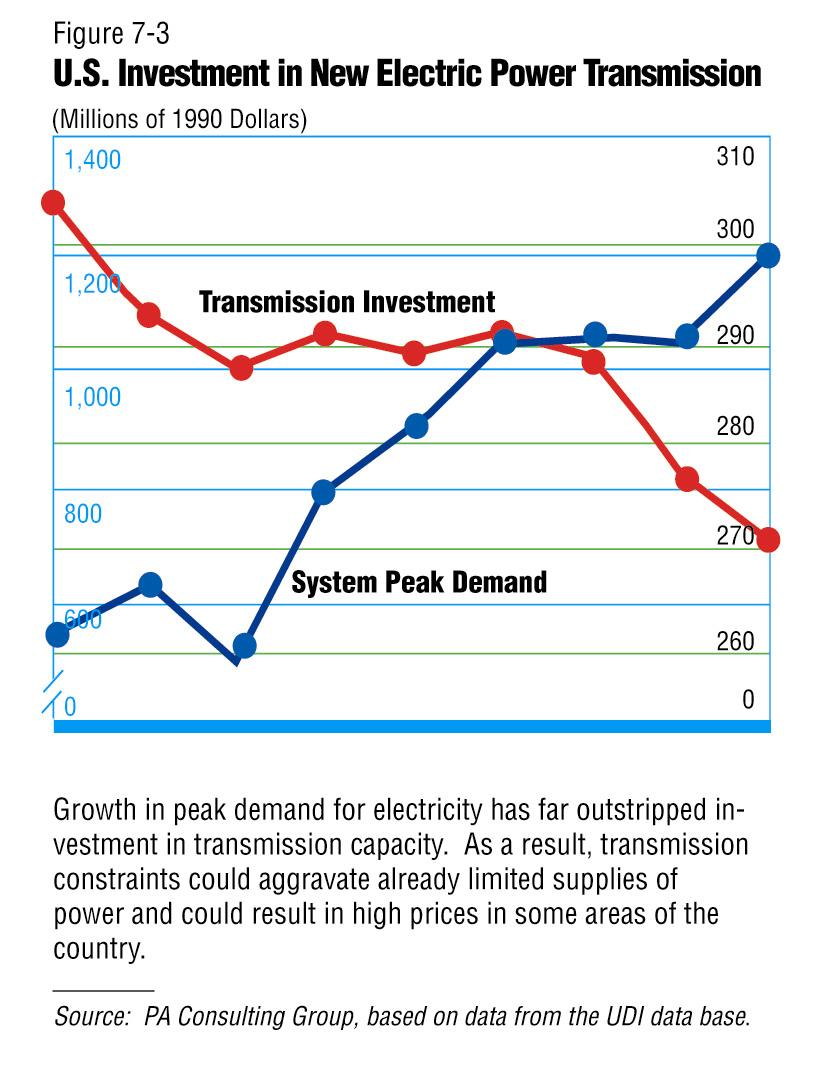 Figure 7-3
U.S. Investment in New Electric Power Transmission
(Millions of 1990 Dollars)
1,400
310
300
1,200
Transmission Investment
290
1,000
280
800
270
System Peak Demand
600
260
0
0
Growth in peak demand for electricity has far outstripped in-
vestment in transmission capacity.  As a result, transmission
constraints could aggravate already limited supplies of
power and could result in high prices in some areas of the
country.
Source:  PA Consulting Group, based on data from the UDI data base.